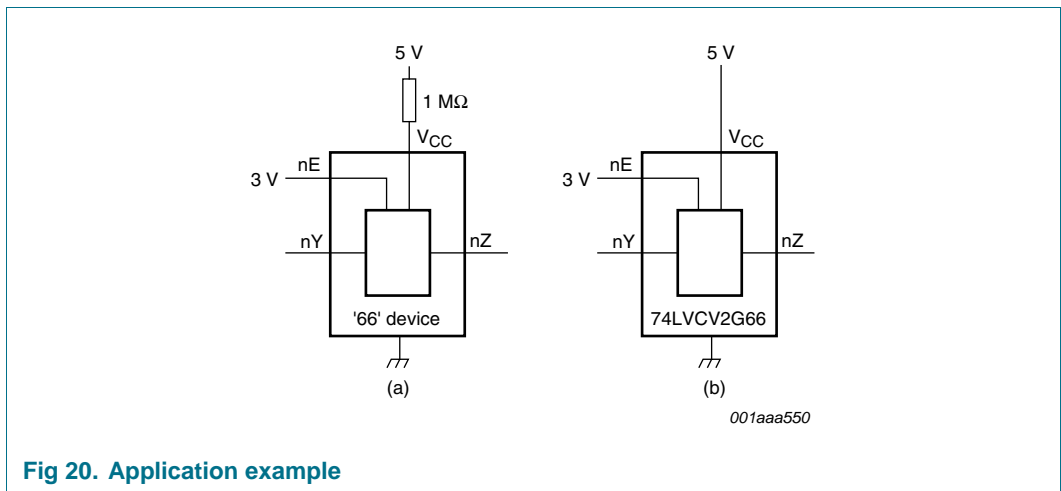 5 V
1 MΩ
VCC
nE
3 V
nY
nZ
'66' device
(a)
5 V
VCC
nE
3 V
nY
nZ
74LVCV2G66
(b)
001aaa550
Fig 20. Application example